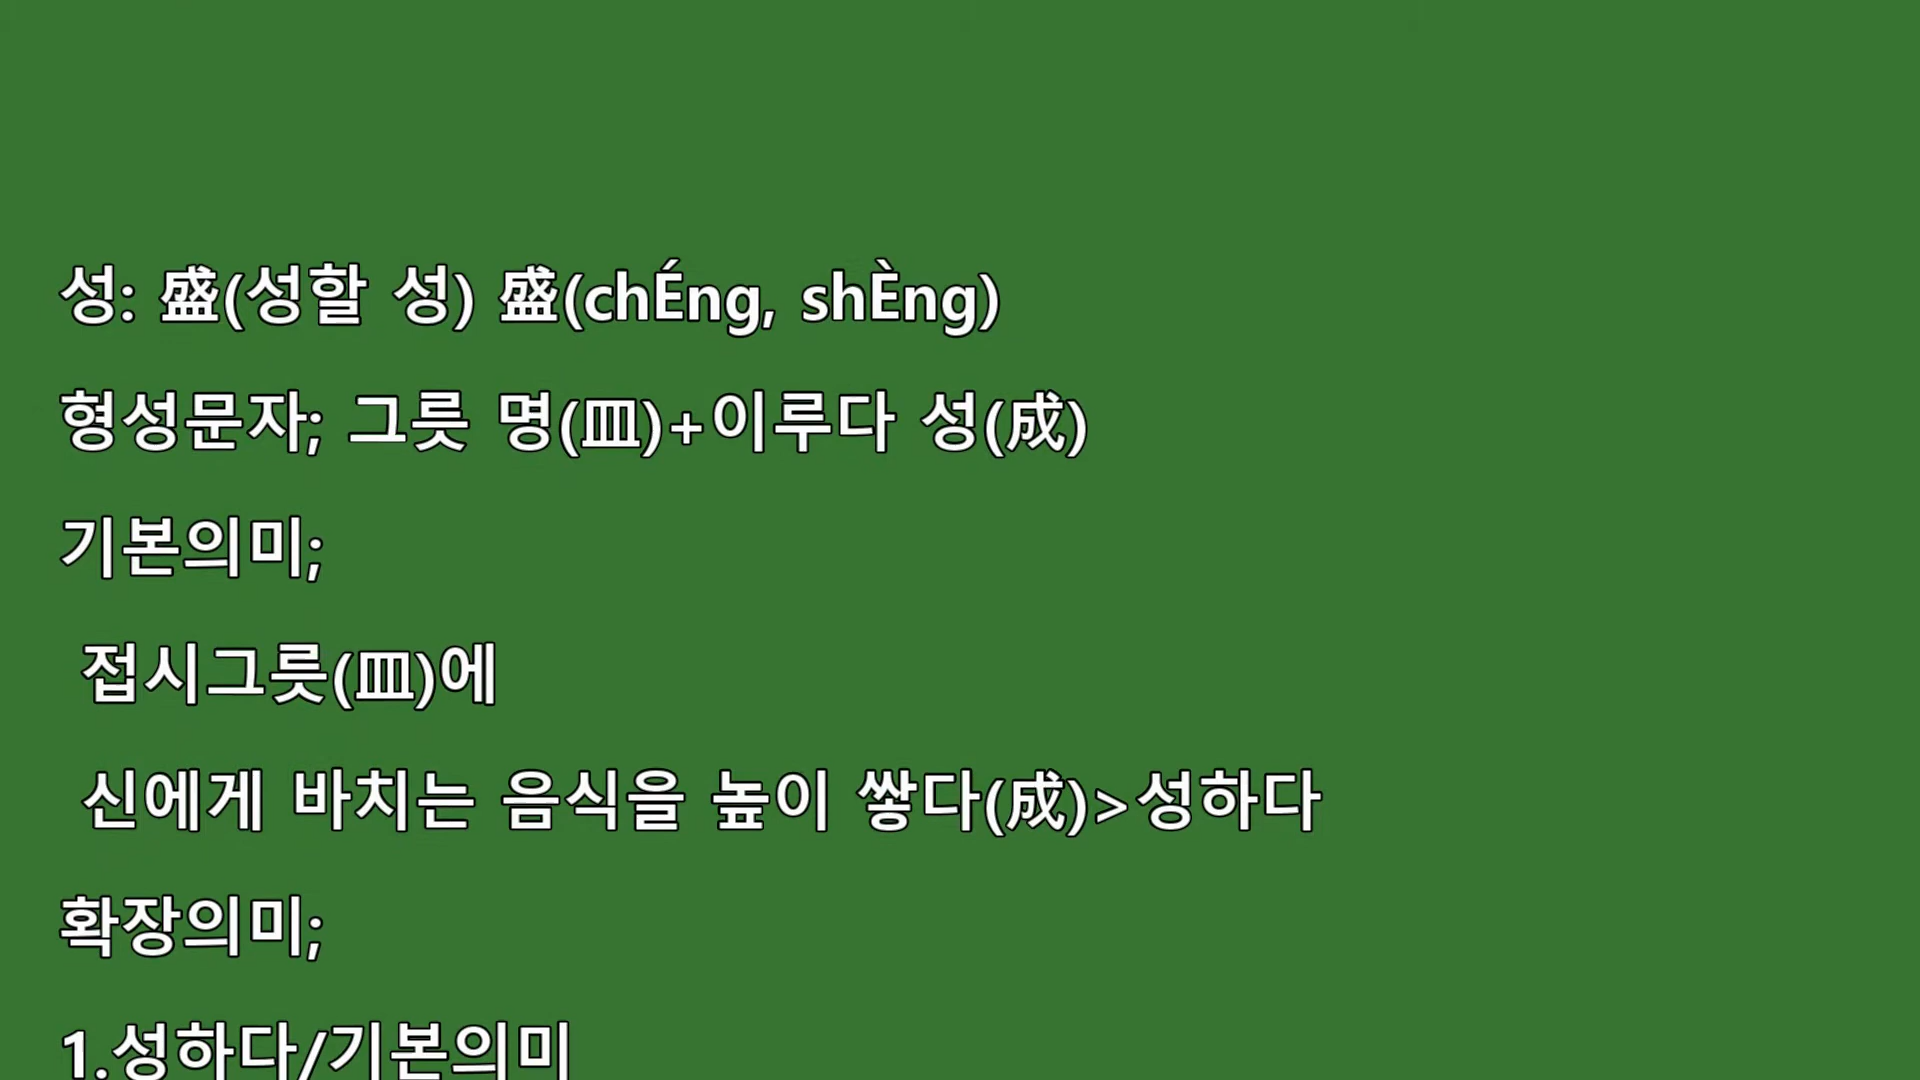 성: 盛(성할 성) 盛(chÉng, shÈng)
형성문자; 그릇 명(皿)+이루다 성(成)
기본의미;
접시그릇(皿)에
신에게 바치는 음식을 높이 쌓다(成)>성하다
확장의미;
1.성하다/기본의미